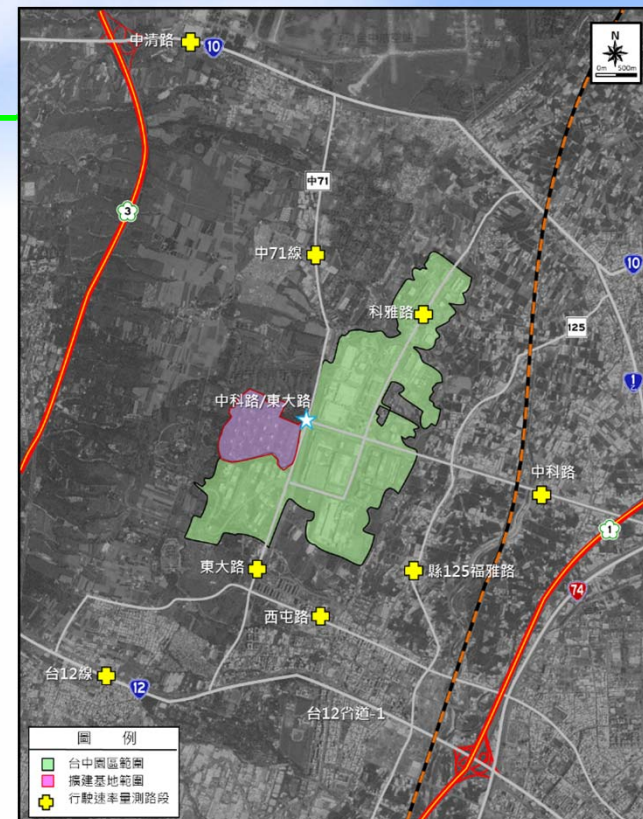 中清路
10
N
0m 500m
中71
3
中71線
10
科雅路
125
1
中科路/東大路
中科路
1
東大路
縣125福雅路
74
西屯路
台12線
12
台12省道-1
圖 例
台中園區範圍
擴建基地範圍
行駛速率量測路段